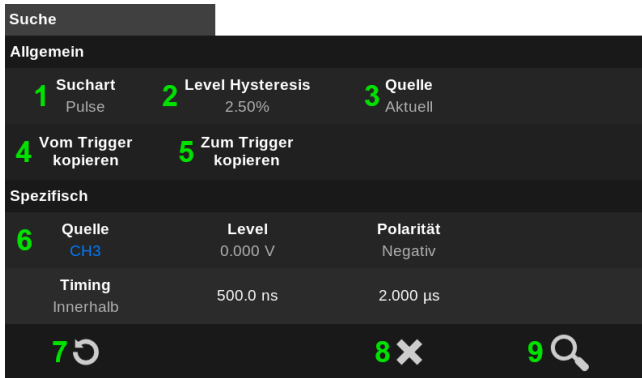 Suche
Allgemein
1 Suchart 2 Level Hysteresis 3 Quelle
Pulse 2.50% Aktuell
4 Vom Trigger 5 Zum Trigger
kopieren kopieren
Spezifisch
6 Quelle Level Polarität
CH3 0.000 V Negativ
Timing 500.0 ns 2.000 µs
Innerhalb
7 8 9